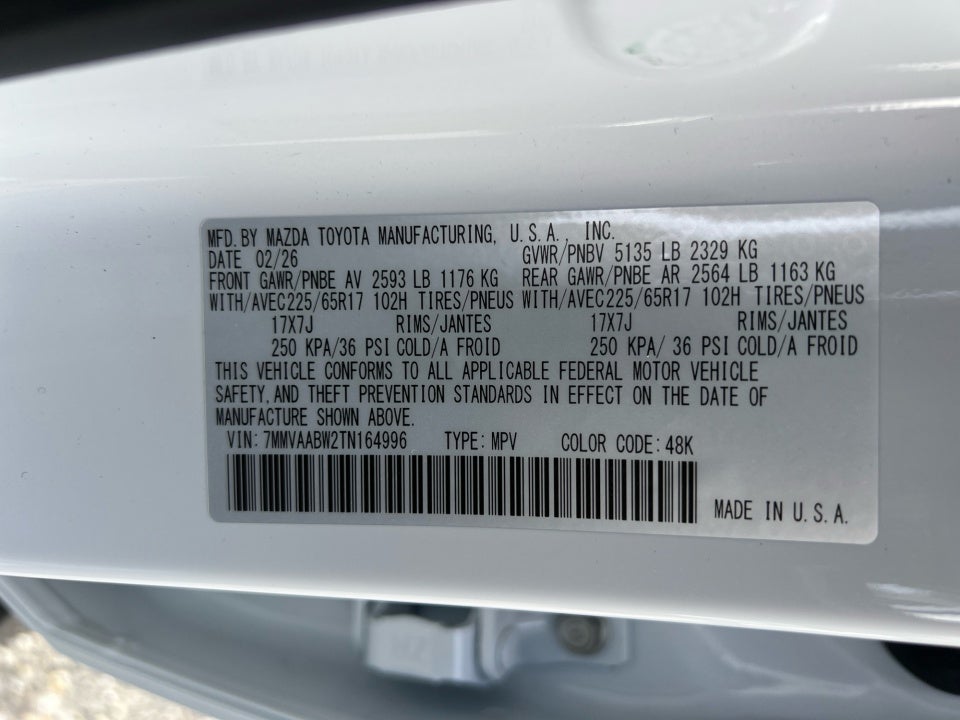 MFD. BY MAZDA TOYOTA MANUFACTURING, U.S.A. INC.
DATE 02/26 GVWR/PNBV 5135 LB 2329 KG
FRONT GAWR/PNBE AV 2593 LB 1176 KG REAR GAWR/PNBE AR 2564 LB 1163 KG
WITH/AVEC225/65R17 102H TIRES/PNEUS WITH/AVEC225/65R17 102H TIRES/PNEUS
17X7J RIMS/JANTES 17X7J RIMS/JANTES
250 KPA/36 PSI COLD/A FROID 250 KPA/ 36 PSI COLD/A FROID
THIS VEHICLE CONFORMS TO ALL APPLICABLE FEDERAL MOTOR VEHICLE
SAFETY, AND THEFT PREVENTION STANDARDS IN EFFECT ON THE DATE OF
MANUFACTURE SHOWN ABOVE.
VIN: 7MMVAABW2TN164996 TYPE: MPV COLOR CODE: 48K
MADE IN U.S.A.